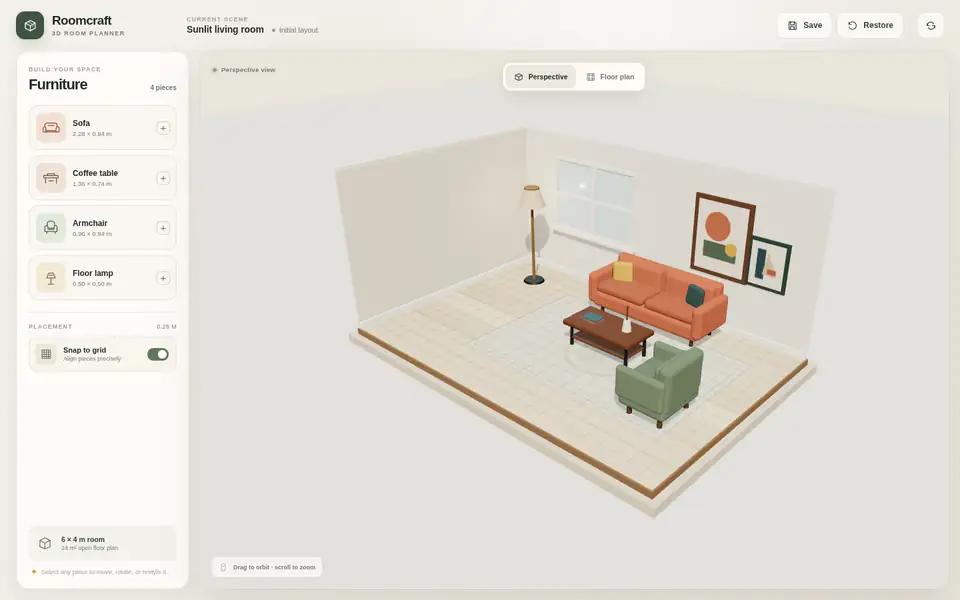 Roomcraft
3D ROOM PLANNER
CURRENT SCENE
Sunlit living room
Initial layout
Save
Restore
BUILD YOUR SPACE
Furniture
4 pieces
Sofa
2.28 × 0.94 m
Coffee table
1.36 × 0.74 m
Armchair
0.96 × 0.94 m
Floor lamp
0.50 × 0.50 m
PLACEMENT
0.25 M
Snap to grid
Align pieces precisely
6 × 4 m room
24 m² open floor plan
Select any piece to move, rotate, or restyle it.
Perspective view
Perspective
Floor plan
Drag to orbit · scroll to zoom